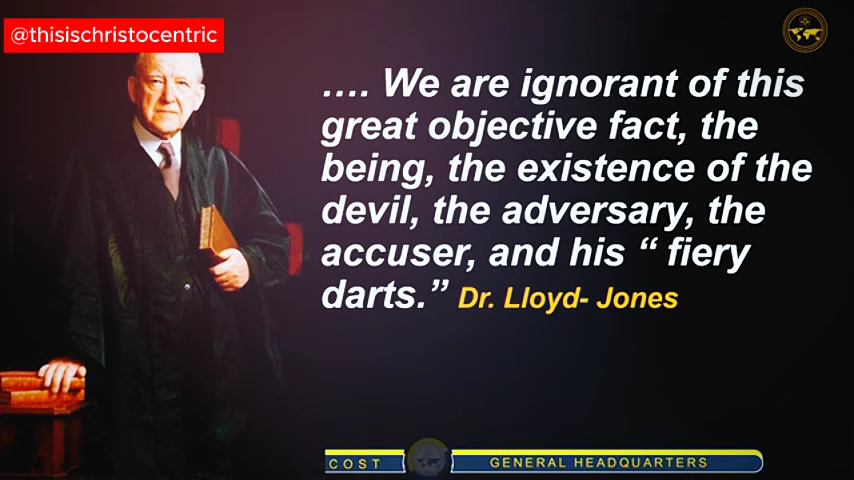 @thisischristocentric
.... We are ignorant of this
great objective fact, the
being, the existence of the
devil, the adversary, the
accuser, and his “ fiery
darts.” Dr. Lloyd- Jones
COST
GENERAL HEADQUARTERS